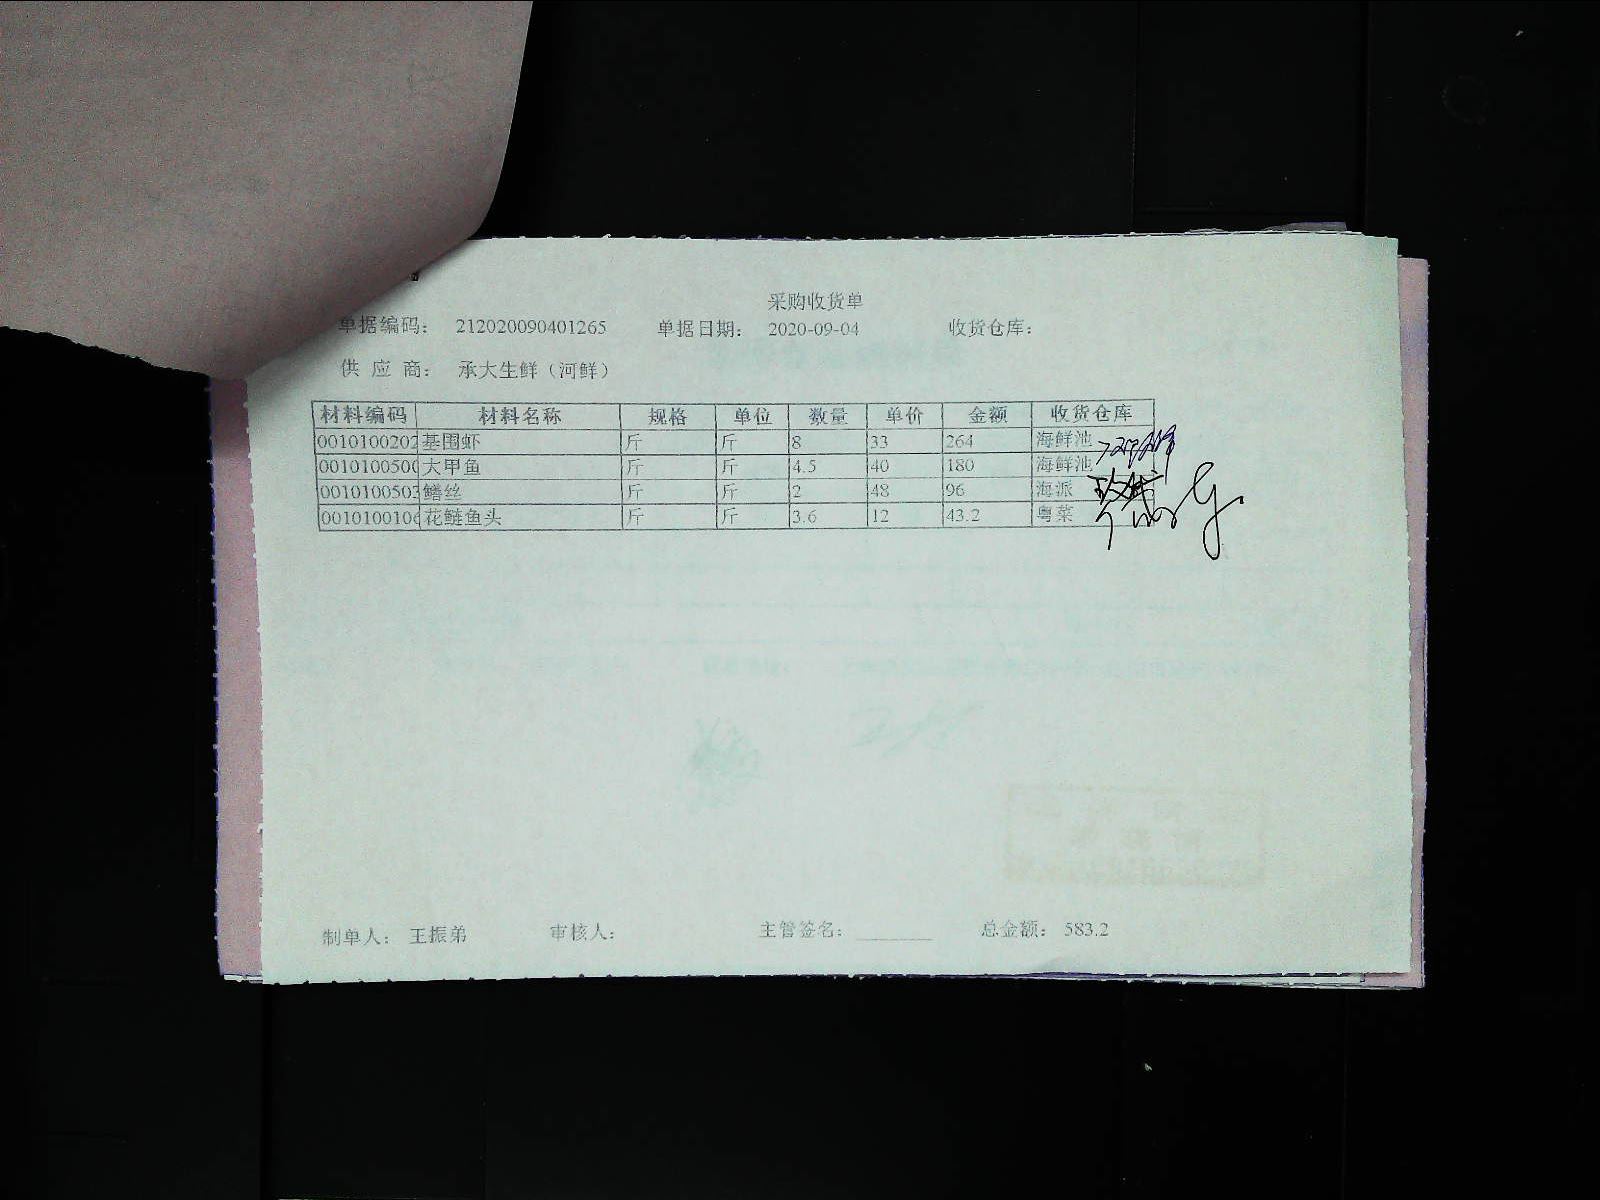 采购收货单
单据编码： 212020090401265 单据日期： 2020-09-04 收货仓库：
供 应 商： 承大生鲜（河鲜）
材料编码 材料名称 规格 单位 数量 单价 金额 收货仓库
0010100202 基围虾 斤 斤 8 33 264 海鲜池
001010050 大甲鱼 斤 斤 4.5 40 180 海鲜池
001010050 鳝丝 斤 斤 2 48 96 海派
001010010 花鲢鱼头 斤 斤 3.6 12 43.2 粤菜
制单人： 王振弟 审核人： 主管签名： 总金额： 583.2